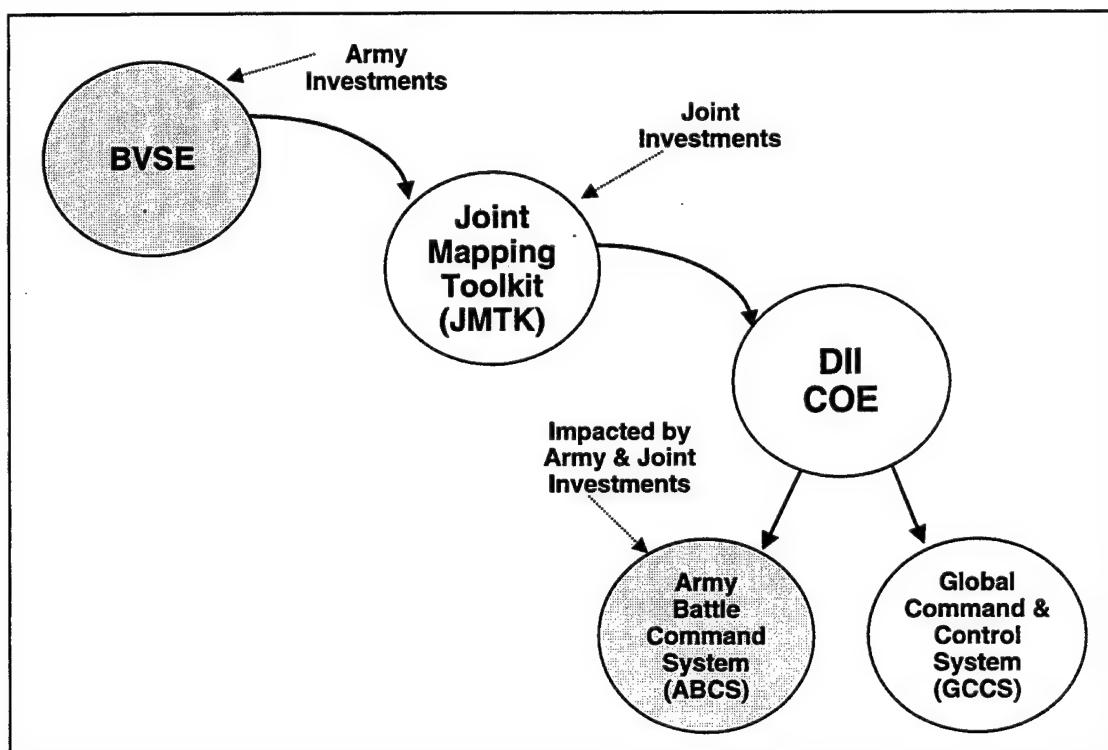 Army
Investments
BVSE
Joint
Investments
Joint
Mapping
Toolkit
(JMTK)
DII
COE
Impacted by
Army & Joint
Investments
Army
Battle
Command
System
(ABCS)
Global
Command &
Control
System
(GCCS)